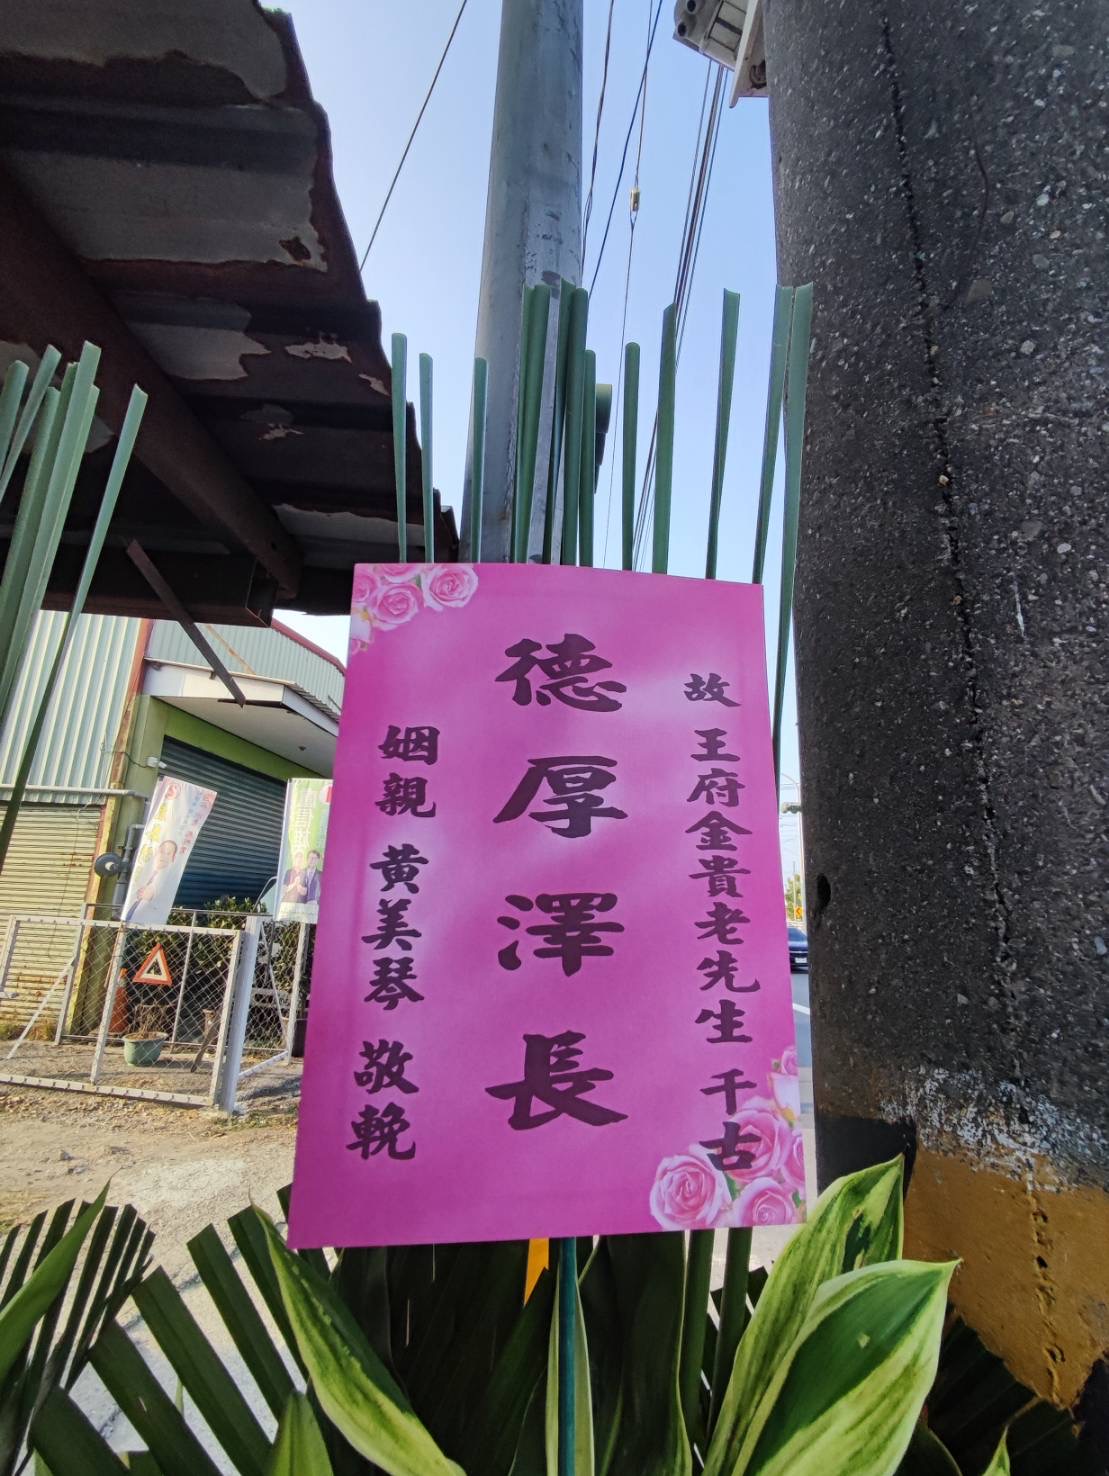 故 王府金貴老先生 千古
德厚澤長
姻親 黄美琴 敬輓